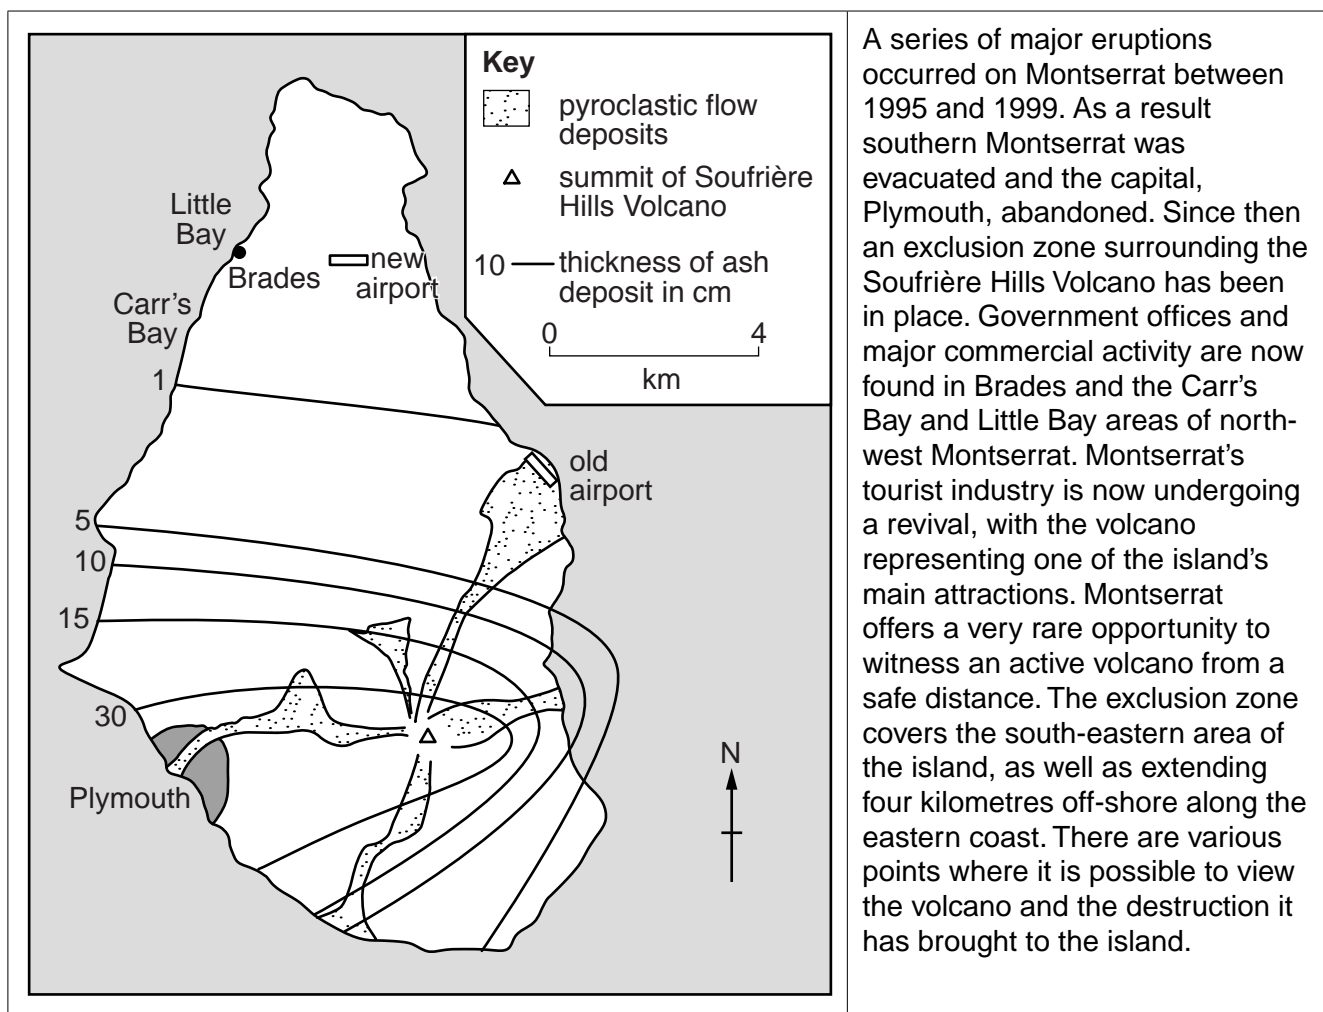 Key
pyroclastic flow
deposits
summit of Soufrière
Hills Volcano
10
thickness of ash
deposit in cm
0 4
km
Little
Bay
Brades
new
airport
Carr's
Bay
1
old
airport
5
10
15
30
Plymouth
N
A series of major eruptions
occurred on Montserrat between
1995 and 1999. As a result
southern Montserrat was
evacuated and the capital,
Plymouth, abandoned. Since then
an exclusion zone surrounding the
Soufrière Hills Volcano has been
in place. Government offices and
major commercial activity are now
found in Brades and the Carr's
Bay and Little Bay areas of north-
west Montserrat. Montserrat's
tourist industry is now undergoing
a revival, with the volcano
representing one of the island's
main attractions. Montserrat
offers a very rare opportunity to
witness an active volcano from a
safe distance. The exclusion zone
covers the south-eastern area of
the island, as well as extending
four kilometres off-shore along the
eastern coast. There are various
points where it is possible to view
the volcano and the destruction it
has brought to the island.